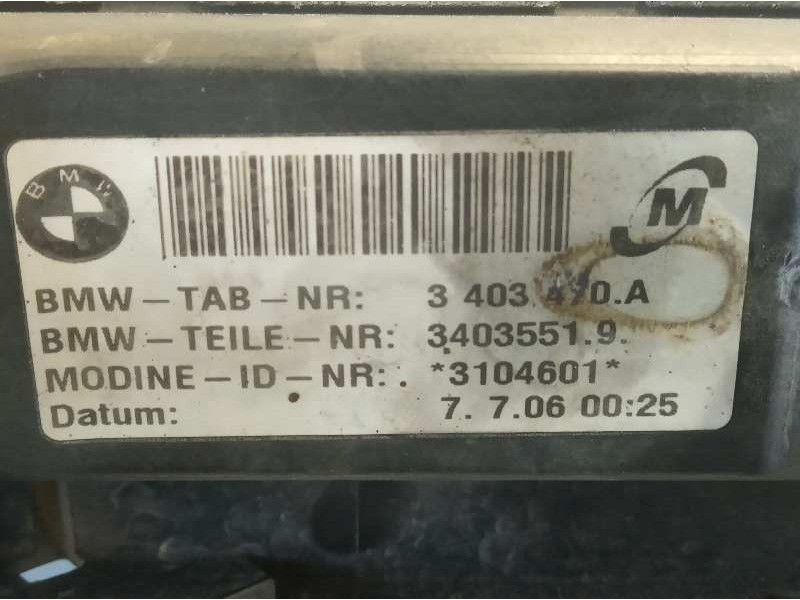 BMW
M
BMW-TAB-NR: 3 403 470.A
BMW-TEILE-NR: 3403551.9.
MODINE-ID-NR: . *3104601*
Datum: 7. 7.06 00:25